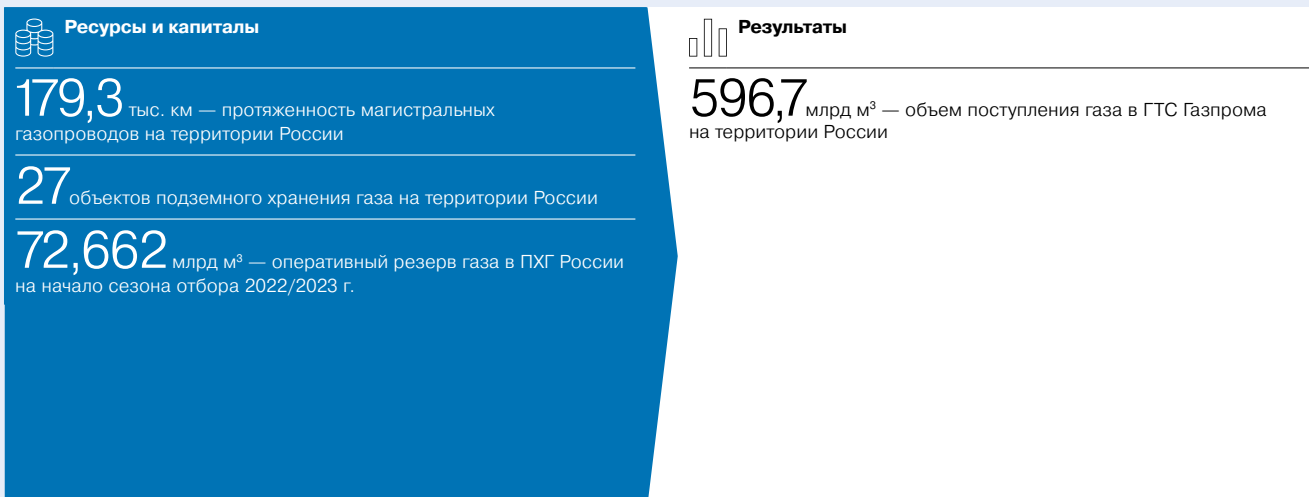 Ресурсы и капиталы
179,3 тыс. км — протяженность магистральных
газопроводов на территории России
27 объектов подземного хранения газа на территории России
72,662 млрд м³ — оперативный резерв газа в ПХГ России
на начало сезона отбора 2022/2023 г.
Результаты
596,7 млрд м³ — объем поступления газа в ГТС Газпрома
на территории России